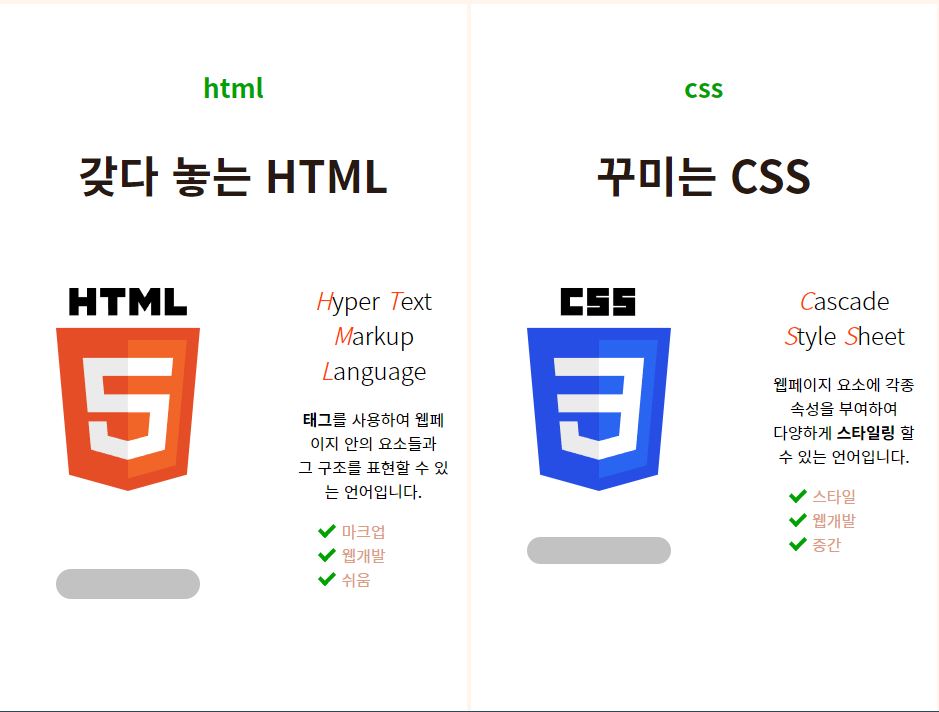 html
갖다 놓는 HTML
HTML
5
Hyper Text
Markup
Language
태그를 사용하여 웹페
이지 안의 요소들과
그 구조를 표현할 수 있
는 언어입니다.
마크업
웹개발
쉬움
css
꾸미는 CSS
CSS
3
Cascade
Style Sheet
웹페이지 요소에 각종
속성을 부여하여
다양하게 스타일링 할
수 있는 언어입니다.
스타일
웹개발
중간